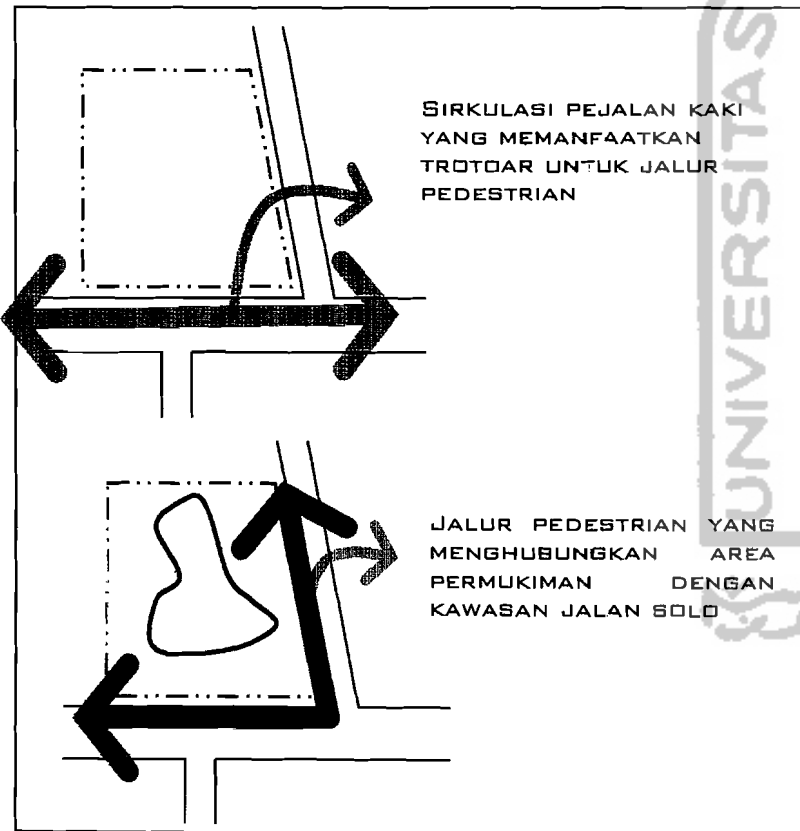 SIRKULASI PEJALAN KAKI
YANG MEMANFAATKAN
TROTOAR UNTUK JALUR
PEDESTRIAN
JALUR PEDESTRIAN YANG
MENGHUBUNGKAN AREA
PERMUKIMAN DENGAN
KAWASAN JALAN SOLO
UNIVERSITAS